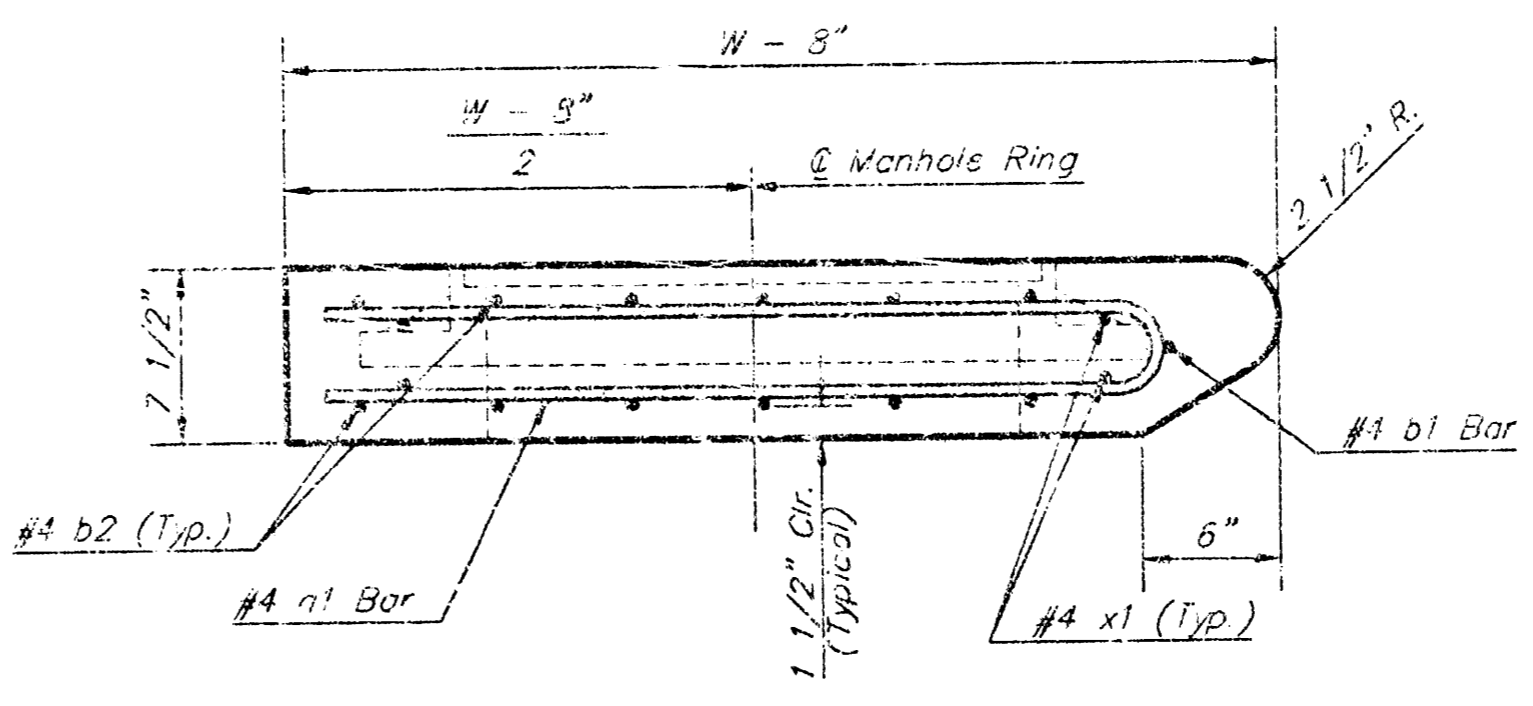 W - 8"
W - 8"
2
℄ Manhole Ring
2 1/2" R.
7 1/2"
#4 b1 Bar
#4 b2 (Typ.)
6"
#4 a1 Bar
1 1/2" Clr.
(Typical)
#4 x1 (Typ.)